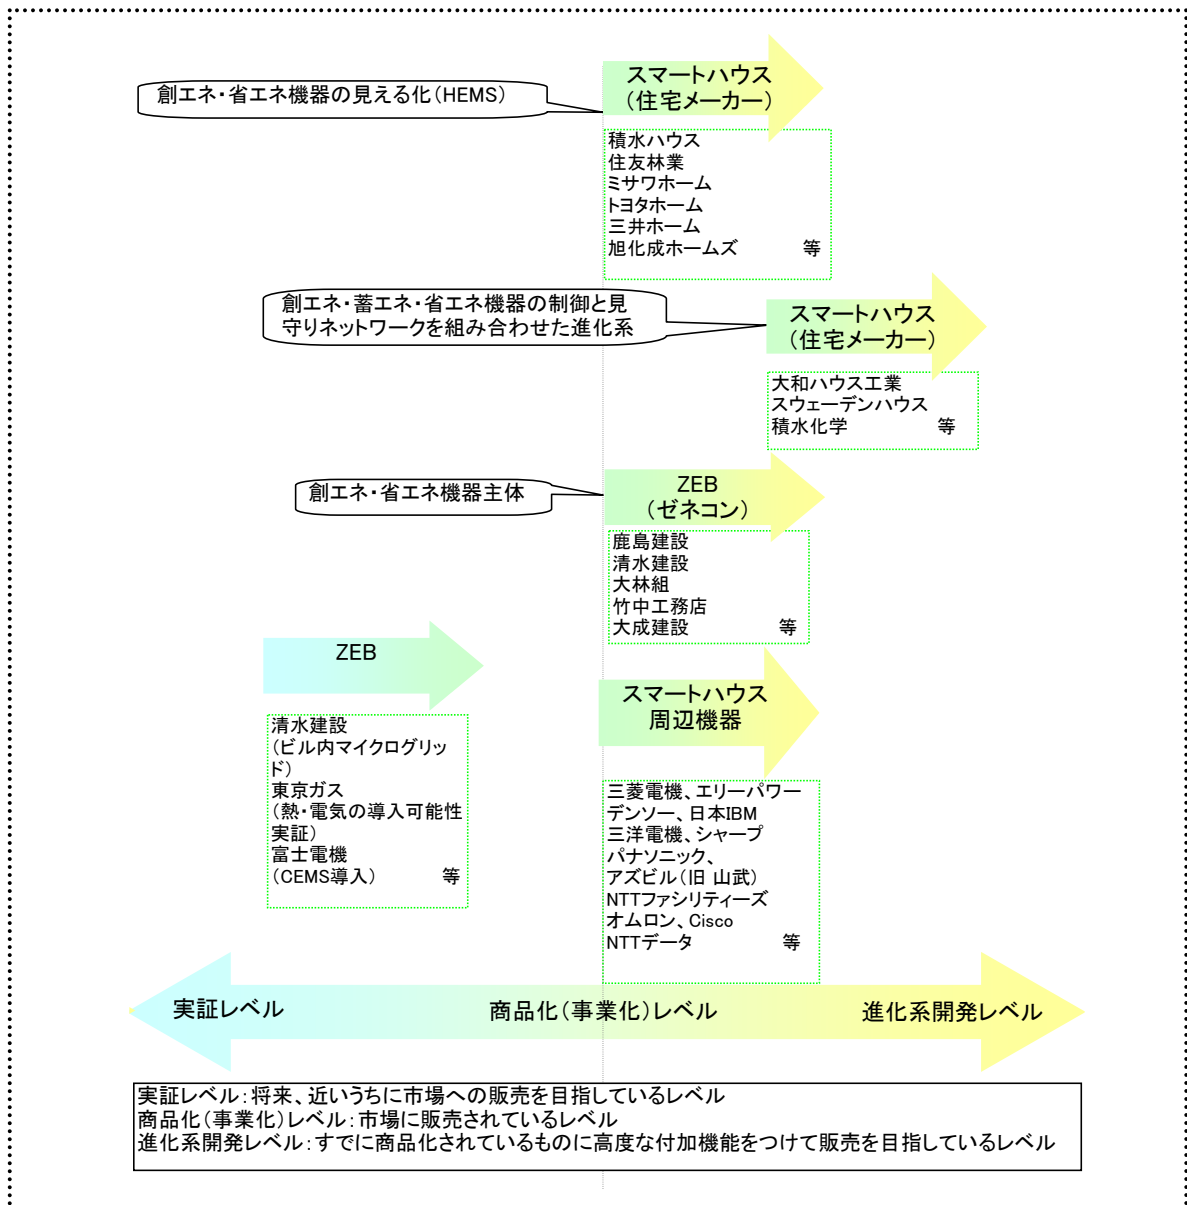 創エネ・省エネ機器の見える化(HEMS)
スマートハウス
(住宅メーカー)
積水ハウス
住友林業
ミサワホーム
トヨタホーム
三井ホーム
旭化成ホームズ 等
創エネ・蓄エネ・省エネ機器の制御と見
守りネットワークを組み合わせた進化系
スマートハウス
(住宅メーカー)
大和ハウス工業
スウェーデンハウス
積水化学 等
創エネ・省エネ機器主体
ZEB
(ゼネコン)
鹿島建設
清水建設
大林組
竹中工務店
大成建設 等
ZEB
清水建設
(ビル内マイクログリッ
ド)
東京ガス
(熱・電気の導入可能性
実証)
富士電機
(CEMS導入) 等
スマートハウス
周辺機器
三菱電機、エリーパワー
デンソー、日本IBM
三洋電機、シャープ
パナソニック、
アズビル(旧 山武)
NTTファシリティーズ
オムロン、Cisco
NTTデータ 等
実証レベル
商品化(事業化)レベル
進化系開発レベル
実証レベル:将来、近いうちに市場への販売を目指しているレベル
商品化(事業化)レベル:市場に販売されているレベル
進化系開発レベル:すでに商品化されているものに高度な付加機能をつけて販売を目指しているレベル